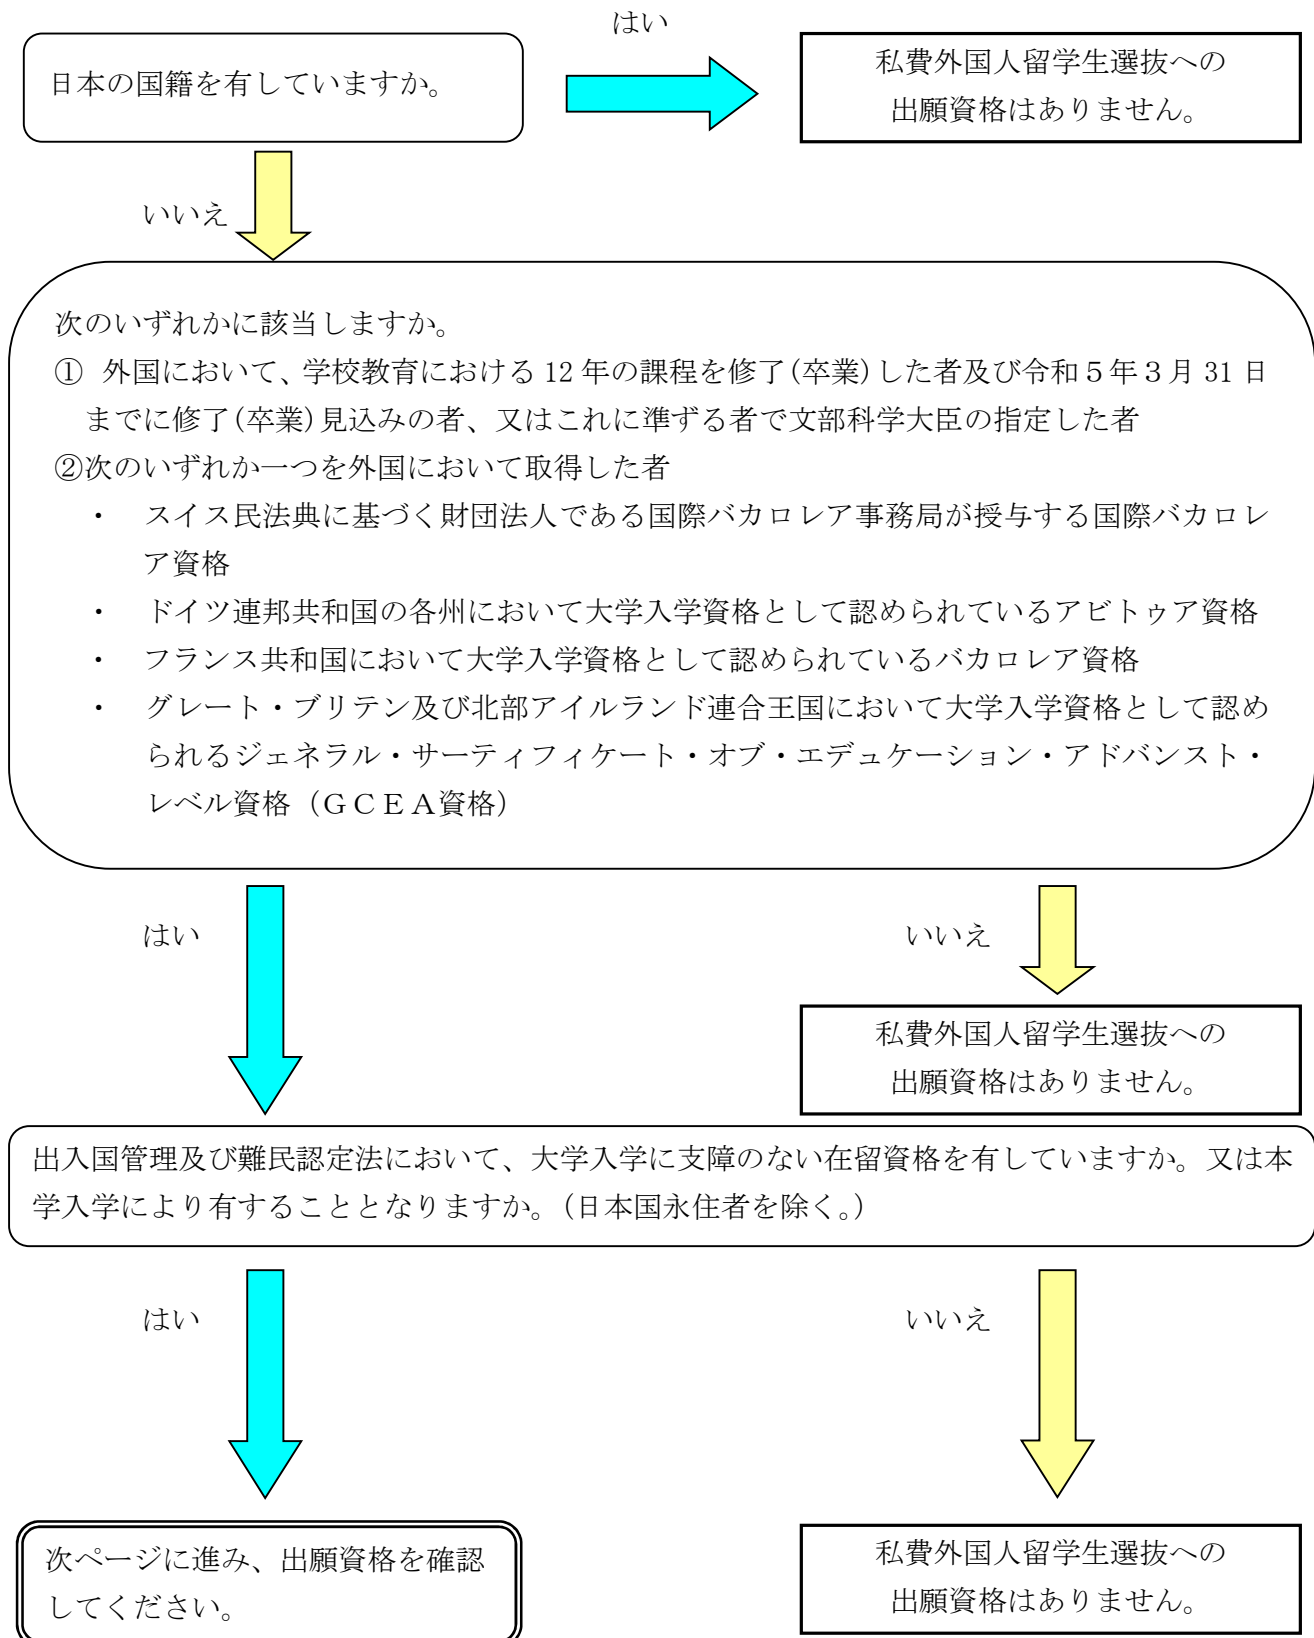 はい
日本の国籍を有していますか。
私費外国人留学生選抜への
出願資格はありません。
いいえ
次のいずれかに該当しますか。
① 外国において、学校教育における 12 年の課程を修了(卒業)した者及び令和５年３月 31 日
までに修了(卒業)見込みの者、又はこれに準ずる者で文部科学大臣の指定した者
②次のいずれか一つを外国において取得した者
・ スイス民法典に基づく財団法人である国際バカロレア事務局が授与する国際バカロレ
ア資格
・ ドイツ連邦共和国の各州において大学入学資格として認められているアビトゥア資格
・ フランス共和国において大学入学資格として認められているバカロレア資格
・ グレート・ブリテン及び北部アイルランド連合王国において大学入学資格として認め
られるジェネラル・サーティフィケート・オブ・エデュケーション・アドバンスト・
レベル資格（ＧＣＥＡ資格）
はい
いいえ
私費外国人留学生選抜への
出願資格はありません。
出入国管理及び難民認定法において、大学入学に支障のない在留資格を有していますか。又は本
学入学により有することとなりますか。(日本国永住者を除く。)
はい
いいえ
次ページに進み、出願資格を確認
してください。
私費外国人留学生選抜への
出願資格はありません。